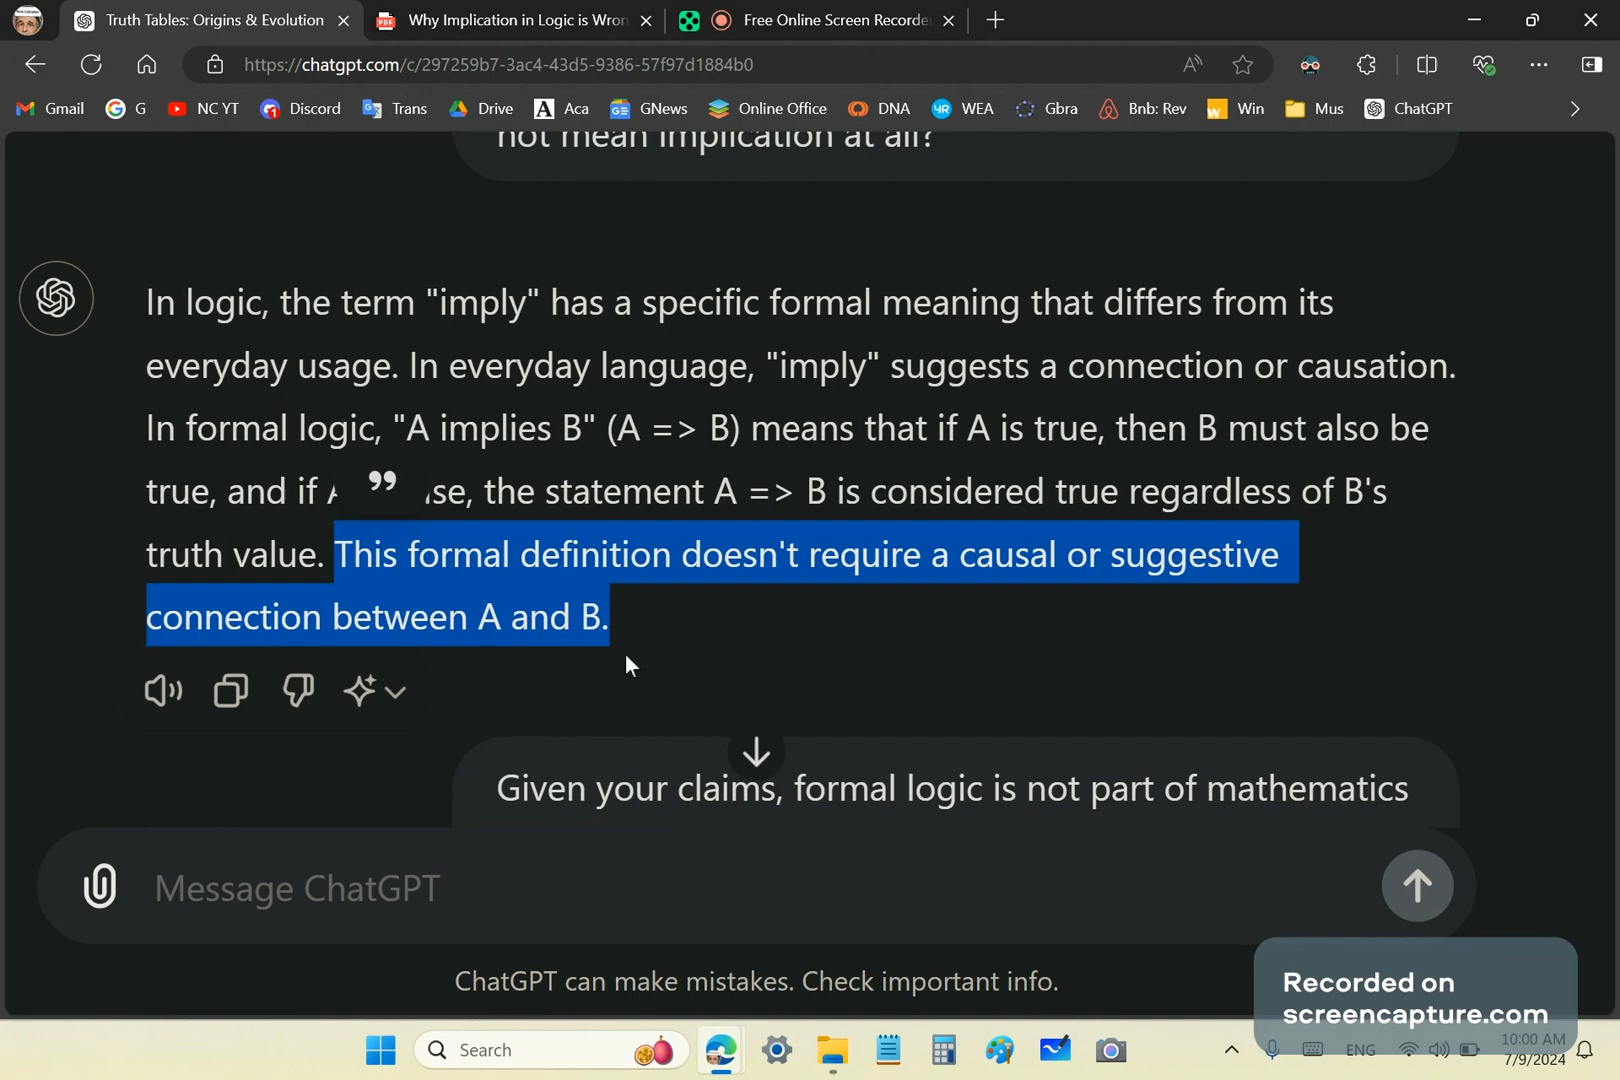 Truth Tables: Origins & Evolution
Why Implication in Logic is Wron
Free Online Screen Recorde
https://chatgpt.com/c/297259b7-3ac4-43d5-9386-57f97d1884b0
Gmail
G
NC YT
Discord
Trans
Drive
Aca
GNews
Online Office
DNA
WEA
Gbra
Bnb: Rev
Win
Mus
ChatGPT
not mean implication at all?
In logic, the term "imply" has a specific formal meaning that differs from its
everyday usage. In everyday language, "imply" suggests a connection or causation.
In formal logic, "A implies B" (A => B) means that if A is true, then B must also be
true, and if se, the statement A => B is considered true regardless of B's
truth value. This formal definition doesn't require a causal or suggestive
connection between A and B.
Given your claims, formal logic is not part of mathematics
Message ChatGPT
ChatGPT can make mistakes. Check important info.
Recorded on
screencapture.com
Search
ENG
10:00 AM
7/9/2024